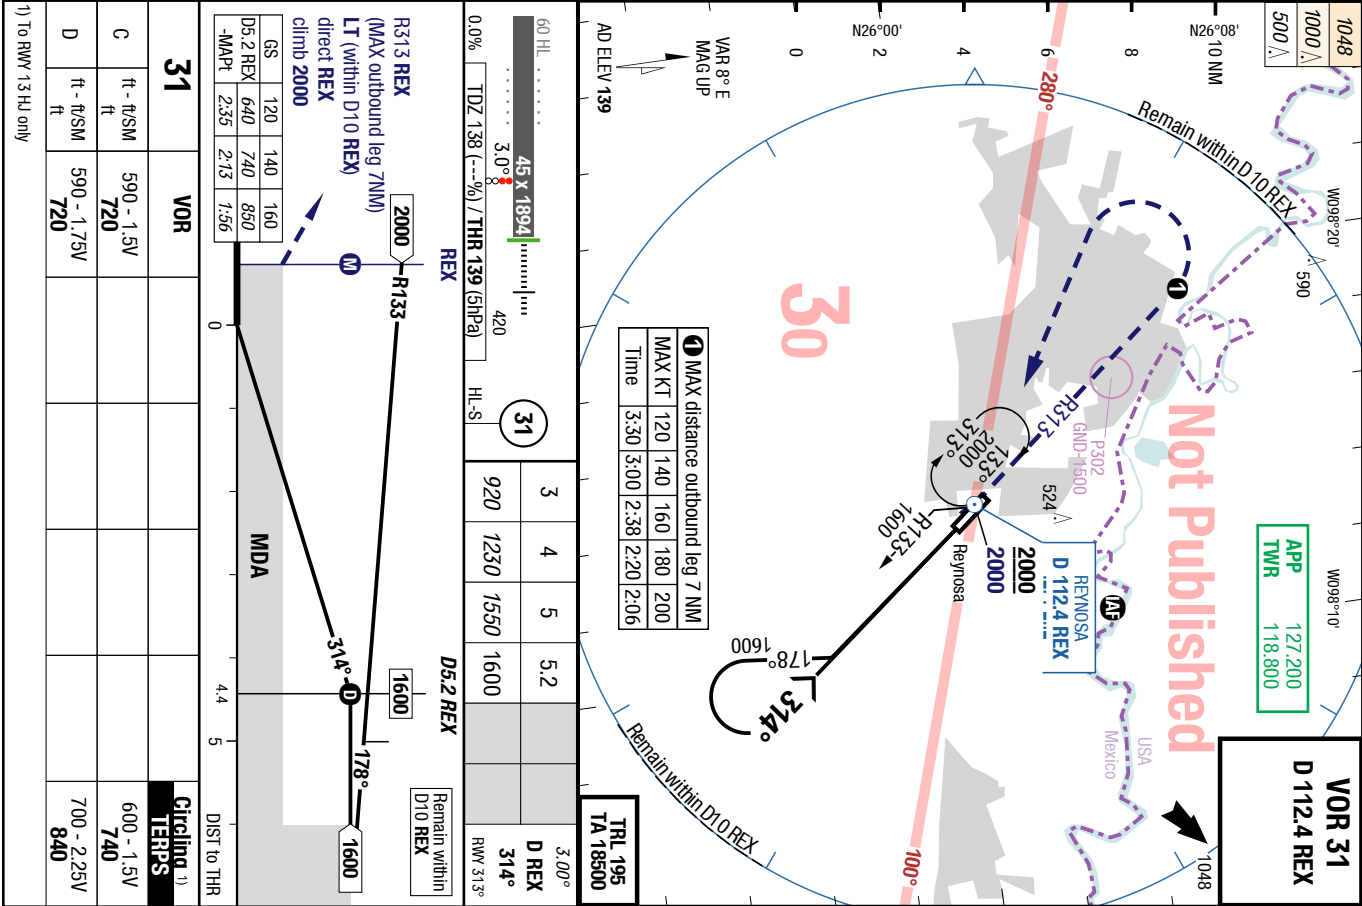 VOR 31
D 112.4 REX
1048
1000
500
APP 127.200
TWR 118.800
N26°08'
N26°00'
10 NM
8
6
4
2
0
W098°20'
W098°10'
VAR 8° E
MAG UP
AD ELEV 139
Remain within D10 REX
Remain within D10 REX
280°
100°
30
Not Published
590
524
1048
P302
GND-1500
USA
Mexico
REYNOSA
D 112.4 REX
IAF
2000
2000
Reynosa
1
R313
133°
2000
313°
R133
1600
178°
1600
314°
1 MAX distance outbound leg 7 NM
MAX KT 120 140 160 180 200
Time 3:30 3:00 2:38 2:20 2:06
TRL 195
TA 18500
60 HL
45 x 1894
3.0°
420
0.0%
TDZ 138 (---%) / THR 139 (5hPa)
HL-S
31
3 4 5 5.2
920 1230 1550 1600
3.00°
D REX
314°
RWY 313°
R313 REX
(MAX outbound leg 7NM)
LT (within D10 REX)
direct REX
climb 2000
REX
2000
R133
M
D5.2 REX
1600
Remain within
D10 REX
314°
D
178°
1600
MDA
GS 120 140 160
D5.2 REX 640 740 850
-MAPt 2:35 2:13 1:56
0
4.4
5
DIST to THR
31
VOR
Circling 1)
TERPS
C
ft - ft/SM
ft
590 - 1.5V
720
600 - 1.5V
740
D
ft - ft/SM
ft
590 - 1.75V
720
700 - 2.25V
840
1) To RWY 13 HJ only